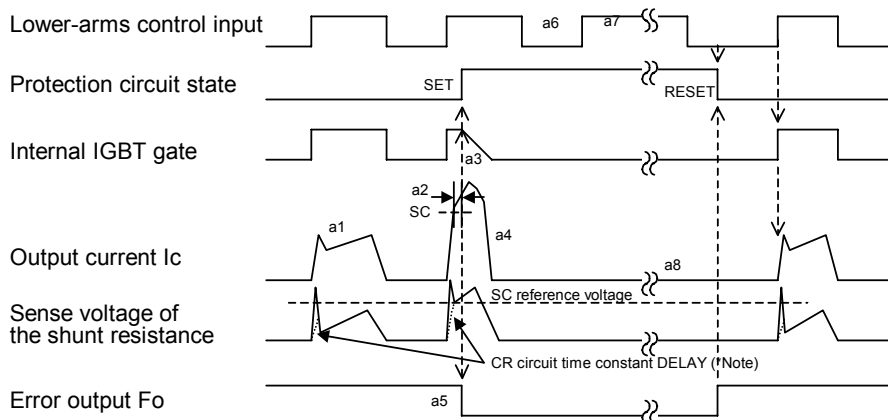 Lower-arms control input
a6
a7
Protection circuit state
SET
RESET
Internal IGBT gate
a3
a2
SC
a1
a4
Output current Ic
a8
SC reference voltage
Sense voltage of
the shunt resistance
CR circuit time constant DELAY (*Note)
a5
Error output Fo